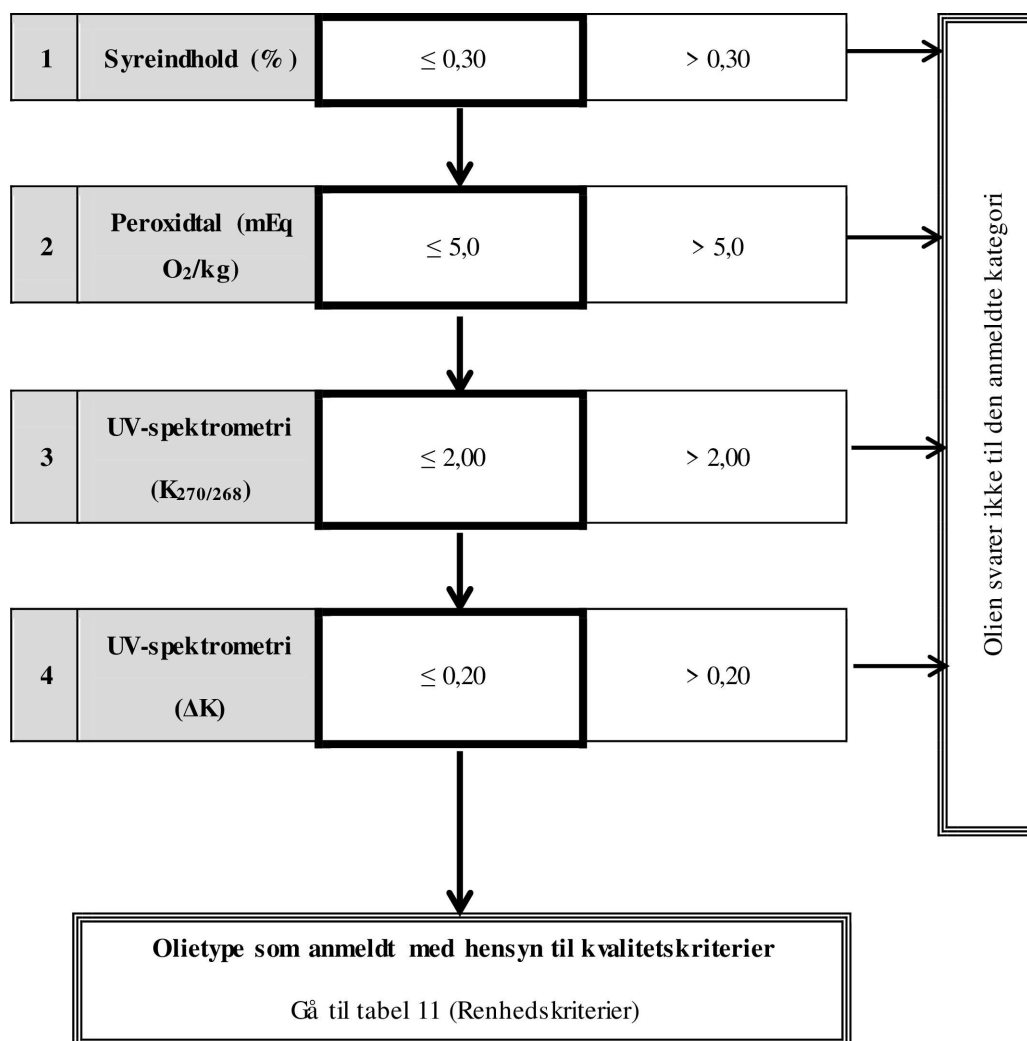 1 Syreindhold (%) ≤ 0,30 > 0,30
2 Peroxidtal (mEq O₂/kg) ≤ 5,0 > 5,0
3 UV-spektrometri (K₂₇₀/₂₆₈) ≤ 2,00 > 2,00
4 UV-spektrometri (ΔK) ≤ 0,20 > 0,20
Olien svarer ikke til den anmeldte kategori
Olietype som anmeldt med hensyn til kvalitetskriterier
Gå til tabel 11 (Renhedskriterier)